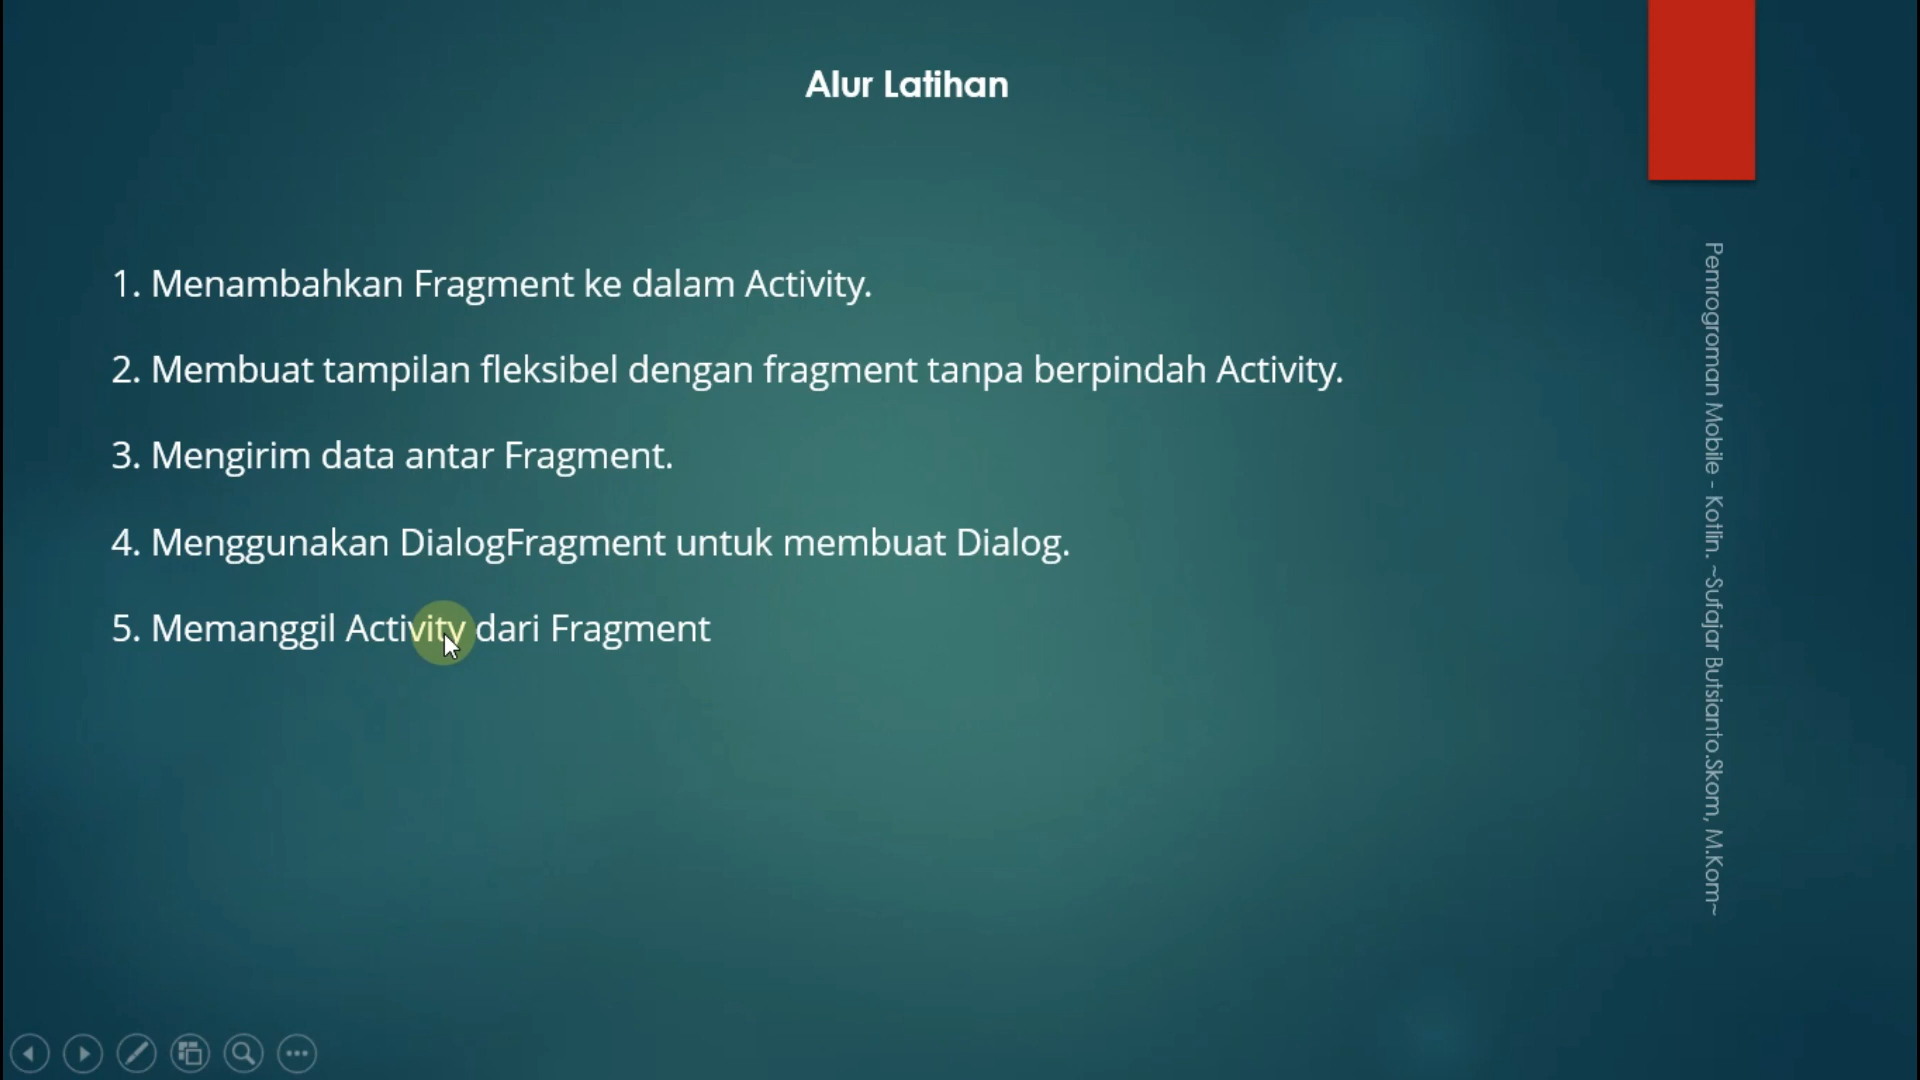 Alur Latihan
1. Menambahkan Fragment ke dalam Activity.
2. Membuat tampilan fleksibel dengan fragment tanpa berpindah Activity.
3. Mengirim data antar Fragment.
4. Menggunakan DialogFragment untuk membuat Dialog.
5. Memanggil Activity dari Fragment
Pemrograman Mobile - Kotlin. ~Sufajar Butsianto.Skom, M.Kom~